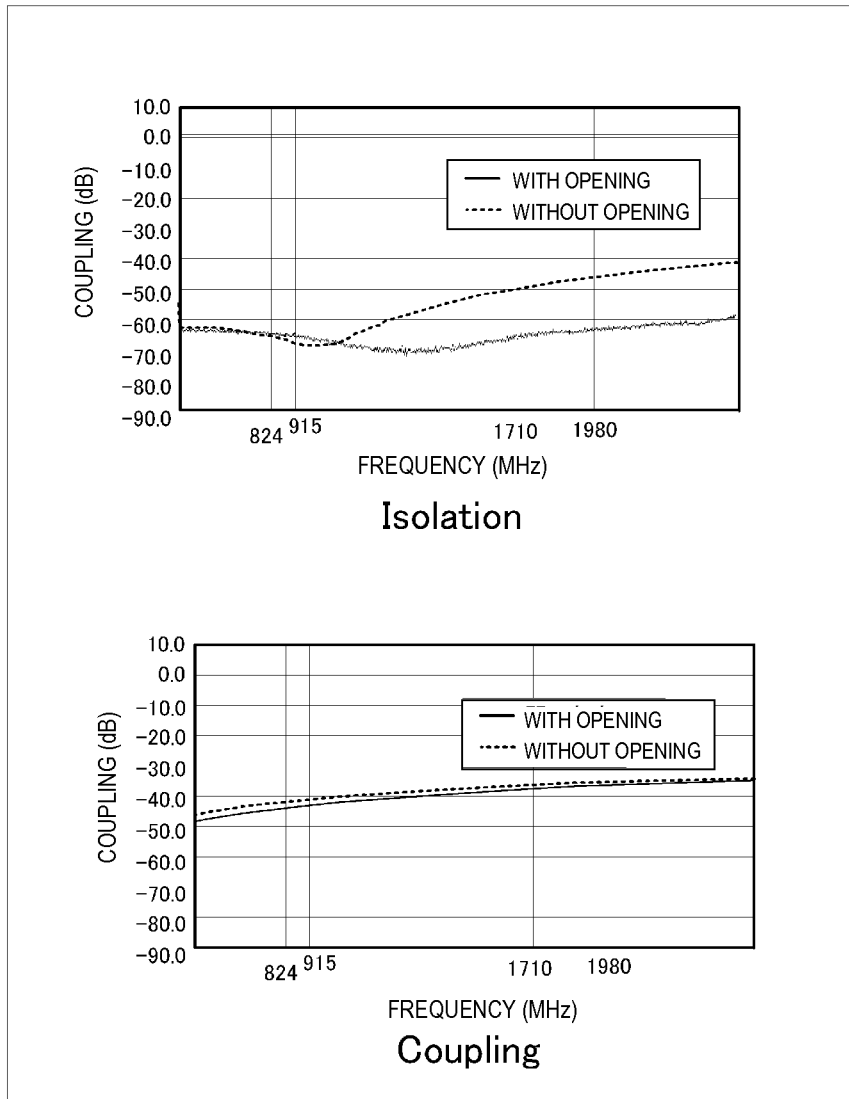 10.0
0.0
-10.0
-20.0
-30.0
-40.0
-50.0
-60.0
-70.0
-80.0
-90.0
COUPLING (dB)
WITH OPENING
WITHOUT OPENING
824 915 1710 1980
FREQUENCY (MHz)
Isolation
10.0
0.0
-10.0
-20.0
-30.0
-40.0
-50.0
-60.0
-70.0
-80.0
-90.0
COUPLING (dB)
WITH OPENING
WITHOUT OPENING
824 915 1710 1980
FREQUENCY (MHz)
Coupling